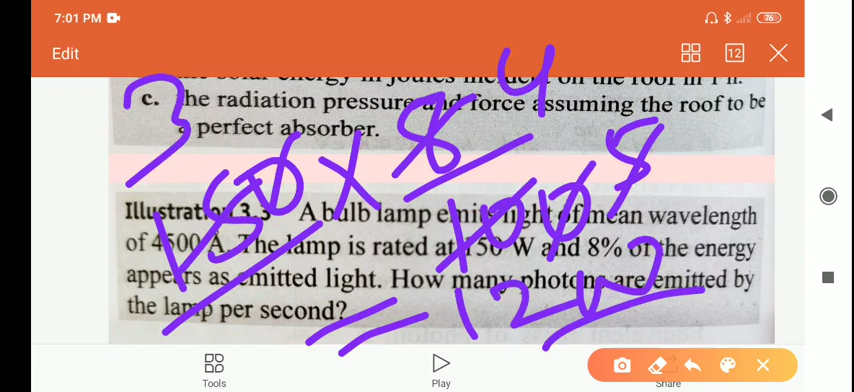 7:01 PM
76
Edit
12
c. The radiation pressure and force assuming the roof to be
a perfect absorber.
3 4
150 × 8
100
Illustration 3.3 A bulb lamp emits light of mean wavelength
of 4500 Å. The lamp is rated at 150 W and 8% of the energy
appears as emitted light. How many photons are emitted by
the lamp per second?
12 W
Tools
Play
Share